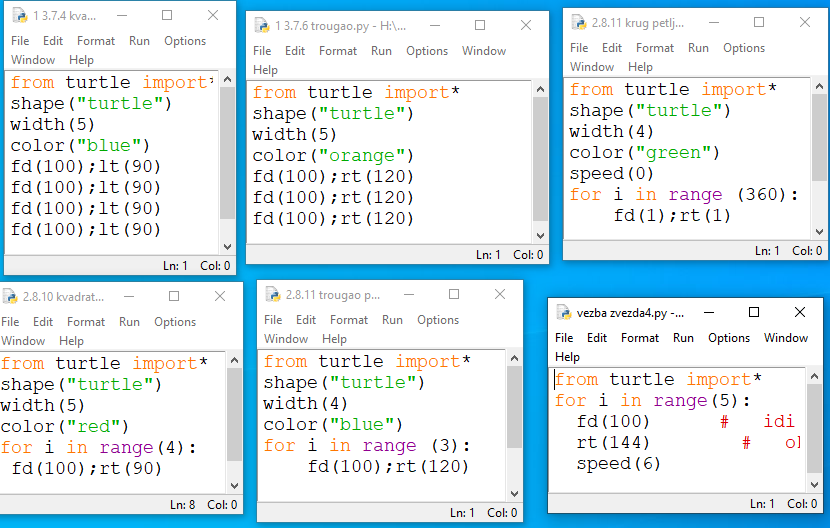 1 3.7.4 kva...
File Edit Format Run Options
Window Help
from turtle import*
shape("turtle")
width(5)
color("blue")
fd(100);lt(90)
fd(100);lt(90)
fd(100);lt(90)
fd(100);lt(90)
Ln: 1 Col: 0
1 3.7.6 trougao.py - H:\...
File Edit Format Run Options Window
Help
from turtle import*
shape("turtle")
width(5)
color("orange")
fd(100);rt(120)
fd(100);rt(120)
fd(100);rt(120)
Ln: 1 Col: 0
2.8.11 krug petlj...
File Edit Format Run Options
Window Help
from turtle import*
shape("turtle")
width(4)
color("green")
speed(0)
for i in range (360):
fd(1);rt(1)
Ln: 1 Col: 0
2.8.10 kvadrat...
File Edit Format Run Options
Window Help
from turtle import*
shape("turtle")
width(5)
color("red")
for i in range(4):
fd(100);rt(90)
Ln: 8 Col: 0
2.8.11 trougao p...
File Edit Format Run Options
Window Help
from turtle import*
shape("turtle")
width(4)
color("blue")
for i in range (3):
fd(100);rt(120)
Ln: 1 Col: 0
vezba zvezda4.py -...
File Edit Format Run Options Window
Help
from turtle import*
for i in range(5):
fd(100) # idi
rt(144) #
speed(6)
Ln: 1 Col: 0